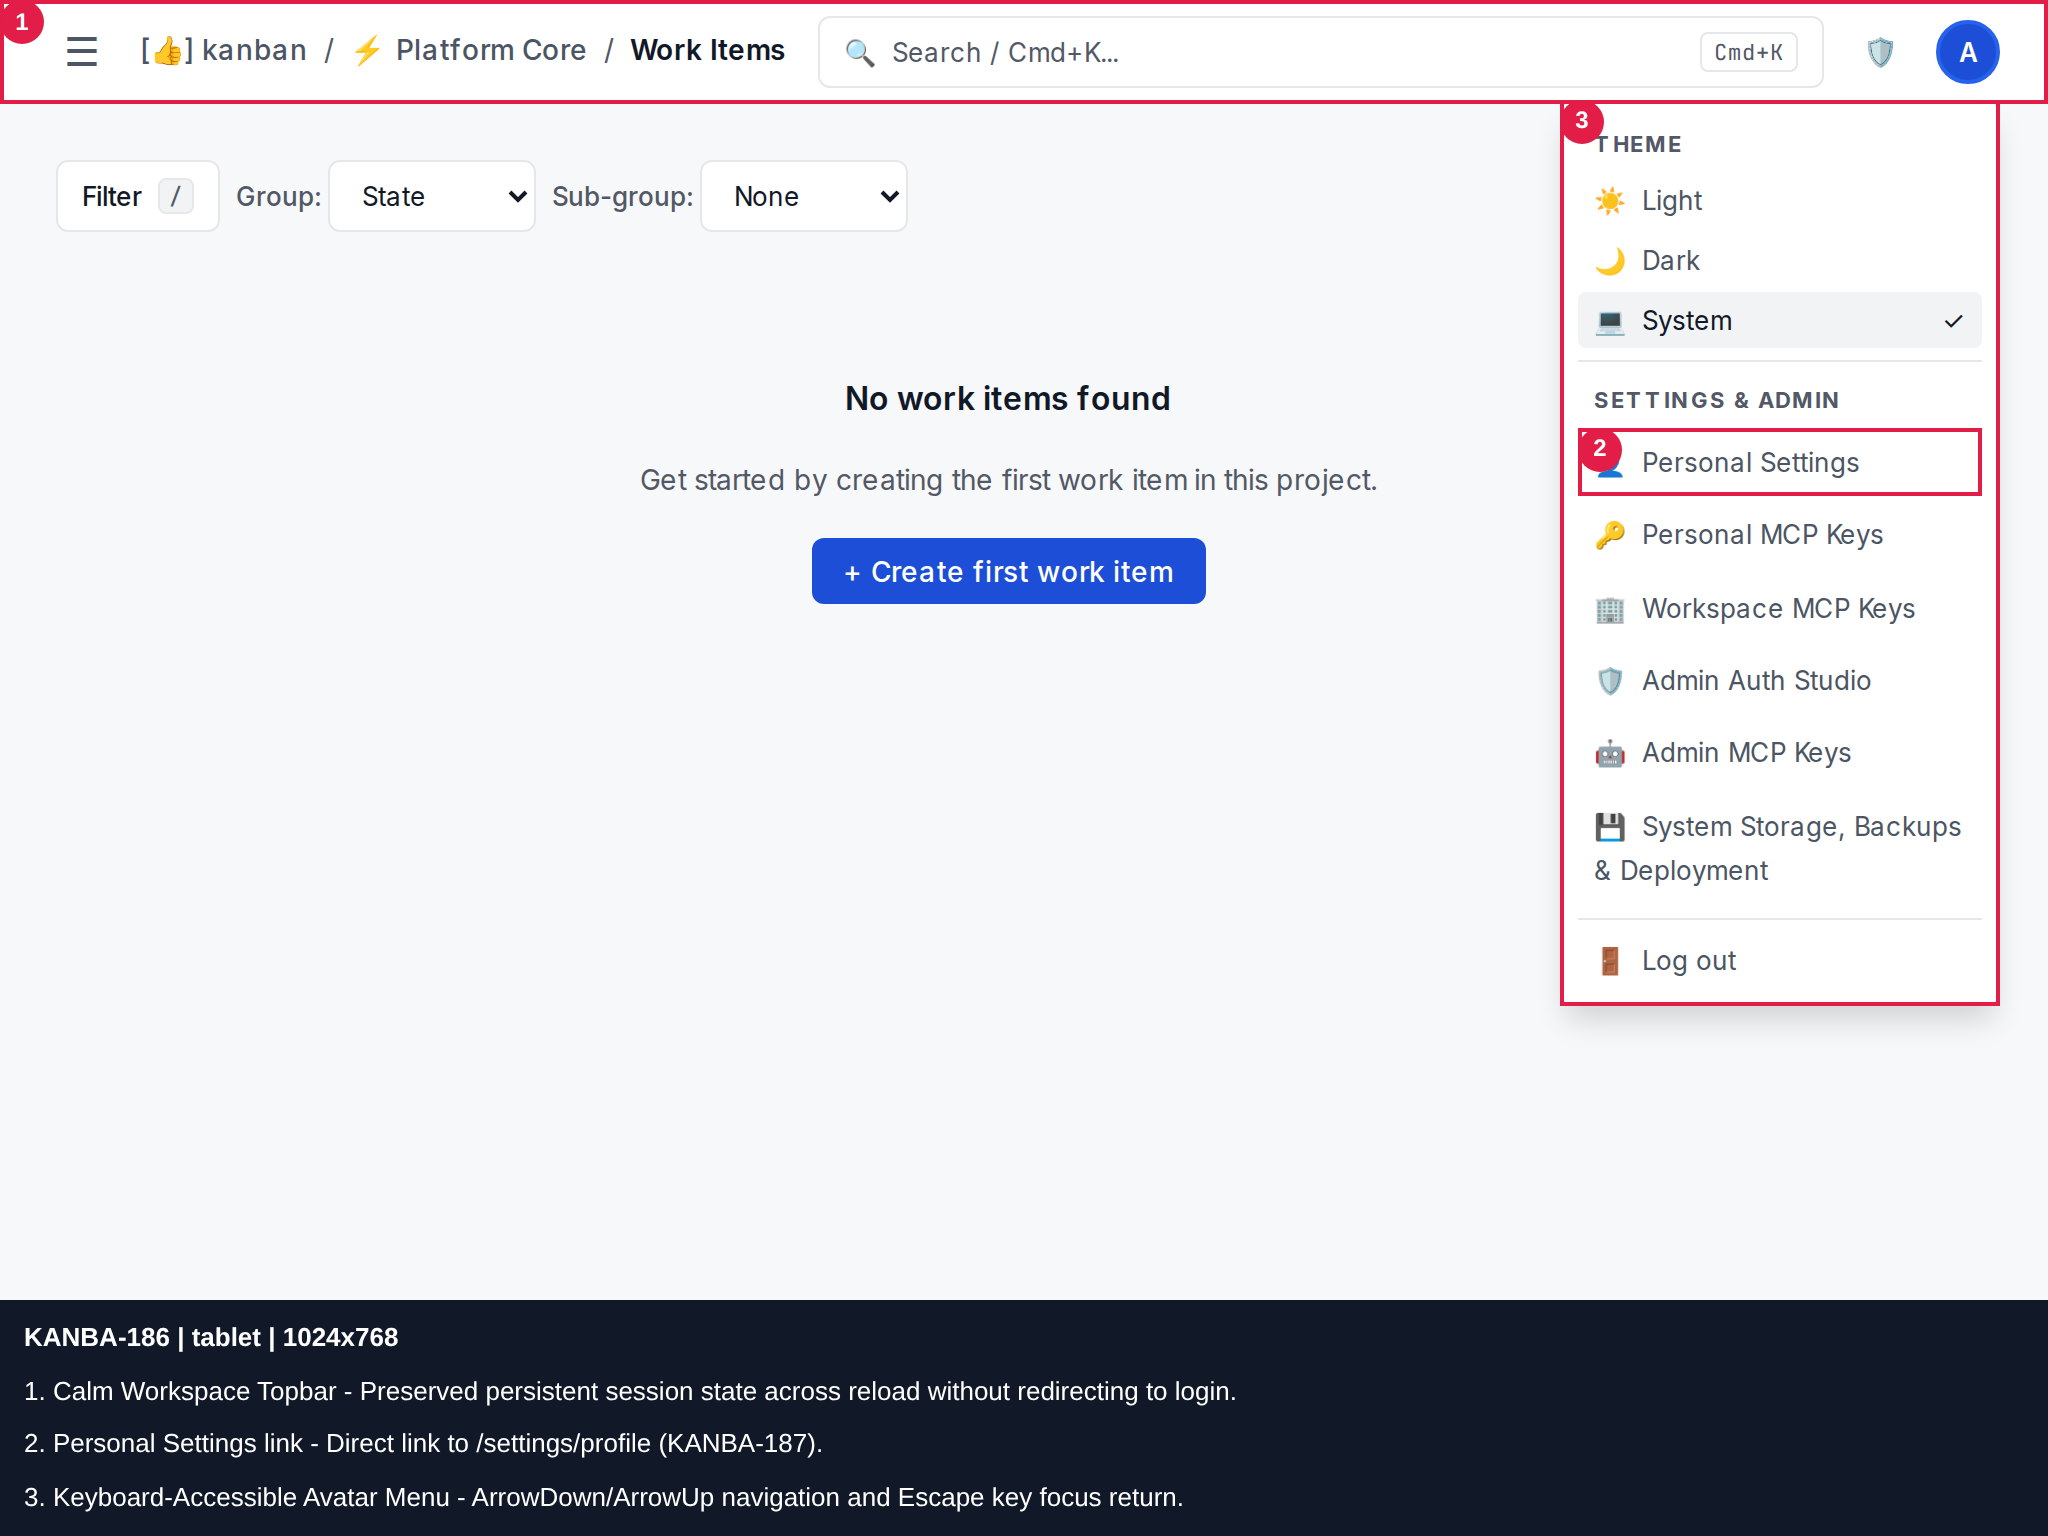 1
☰ [👍] kanban / ⚡ Platform Core / Work Items
🔍 Search / Cmd+K... Cmd+K
A
Filter / Group: State Sub-group: None
No work items found
Get started by creating the first work item in this project.
+ Create first work item
3
THEME
Light
Dark
System ✓
SETTINGS & ADMIN
2
Personal Settings
Personal MCP Keys
Workspace MCP Keys
Admin Auth Studio
Admin MCP Keys
System Storage, Backups
& Deployment
Log out
KANBA-186 | tablet | 1024x768
1. Calm Workspace Topbar - Preserved persistent session state across reload without redirecting to login.
2. Personal Settings link - Direct link to /settings/profile (KANBA-187).
3. Keyboard-Accessible Avatar Menu - ArrowDown/ArrowUp navigation and Escape key focus return.